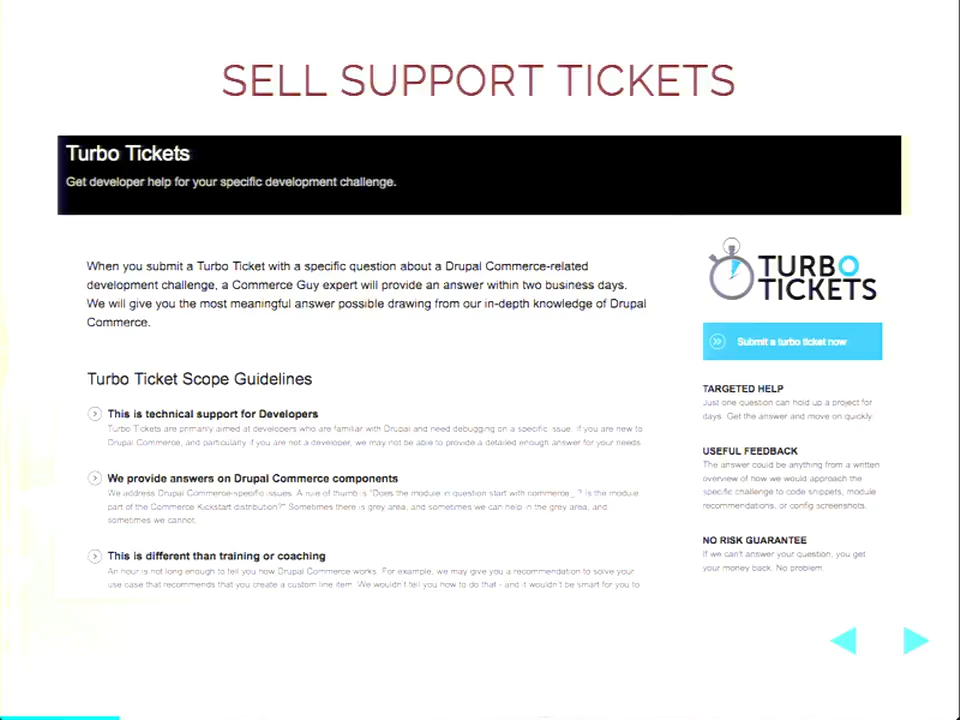 SELL SUPPORT TICKETS
Turbo Tickets
Get developer help for your specific development challenge.
When you submit a Turbo Ticket with a specific question about a Drupal Commerce-related
development challenge, a Commerce Guy expert will provide an answer within two business days.
We will give you the most meaningful answer possible drawing from our in-depth knowledge of Drupal
Commerce.
Turbo Ticket Scope Guidelines
This is technical support for Developers
Turbo Tickets are primarily aimed at developers who are familiar with Drupal and need debugging on a specific issue. If you are new to
Drupal Commerce, and particularly if you are not a developer, we may not be able to provide a detailed enough answer for your needs.
We provide answers on Drupal Commerce components
We address Drupal Commerce-specific issues. A rule of thumb is "Does the module in question start with commerce_ ? Is the module
part of the Commerce Kickstart distribution?" Sometimes there is grey area, and sometimes we can help in the grey area, and
sometimes we cannot.
This is different than training or coaching
An hour is not long enough to tell you how Drupal Commerce works. For example, we may give you a recommendation to solve your
use case that recommends that you create a custom line item. We wouldn't tell you how to do that - and it wouldn't be smart for you to
TURBO
TICKETS
Submit a turbo ticket now
TARGETED HELP
Just one question can hold up a project for
days. Get the answer and move on quickly.
USEFUL FEEDBACK
The answer could be anything from a written
overview of how we would approach the
specific challenge to code snippets, module
recommendations, or config screenshots.
NO RISK GUARANTEE
If we can't answer your question, you get
your money back. No problem.